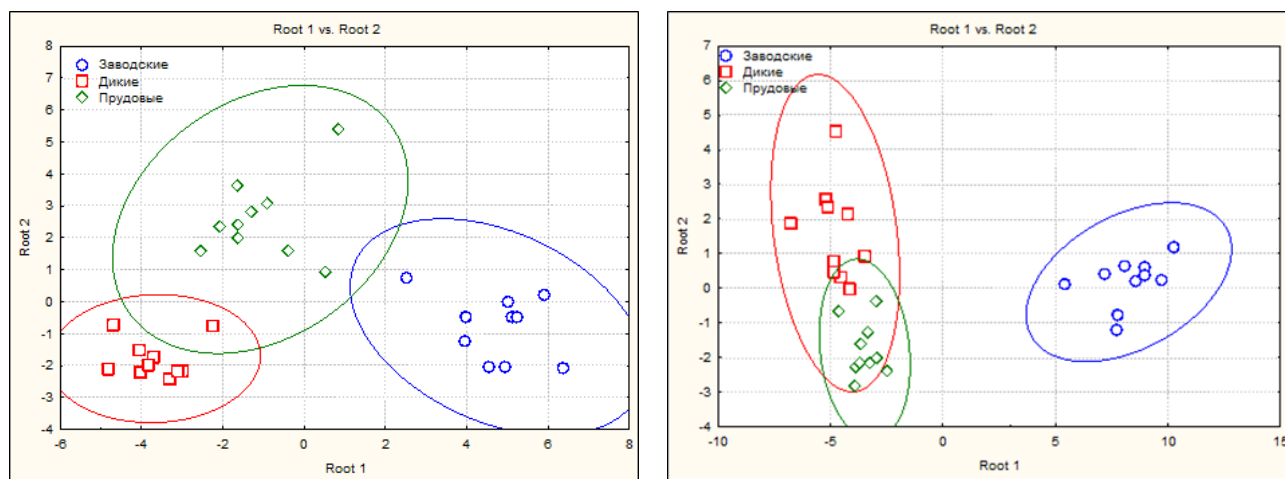 Root 1 vs. Root 2
8
7
6
5
4
3
2
1
0
-1
-2
-3
-4
Root 2
Заводские
Дикие
Прудовые
-6 -4 -2 0 2 4 6 8
Root 1
Root 1 vs. Root 2
7
6
5
4
3
2
1
0
-1
-2
-3
-4
Root 2
Заводские
Дикие
Прудовые
-10 -5 0 5 10 15
Root 1